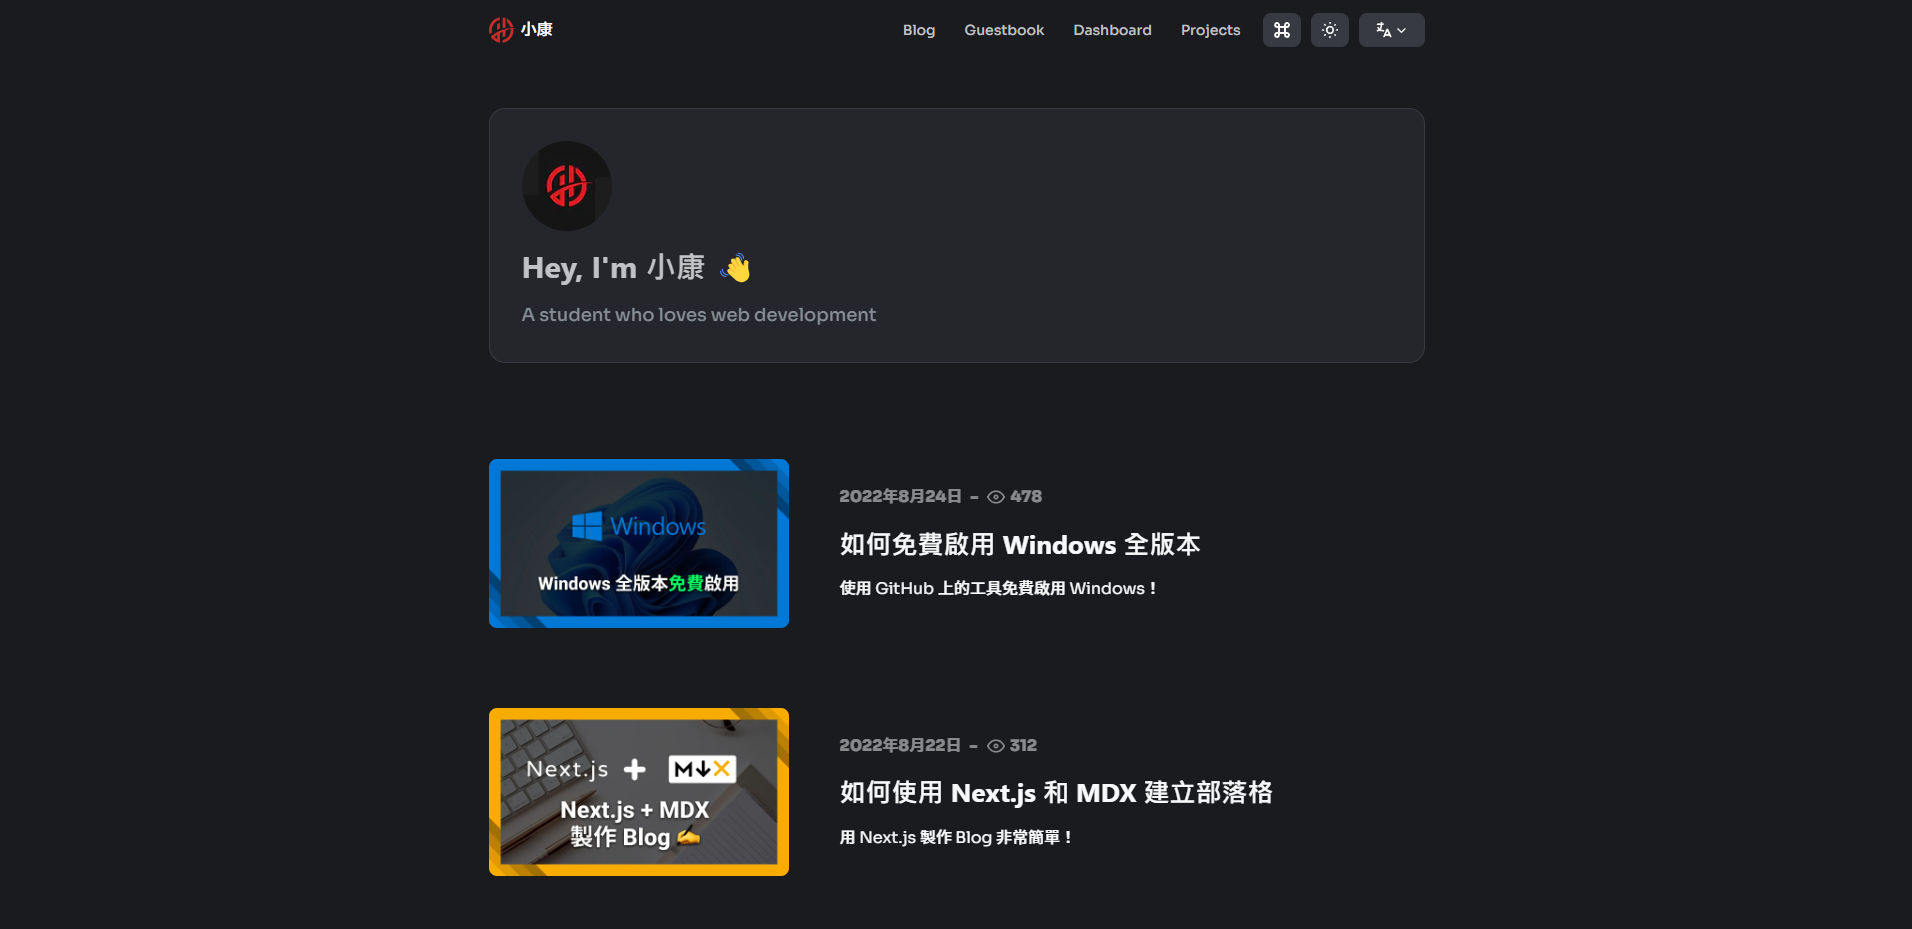 小康
Blog Guestbook Dashboard Projects
Hey, I'm 小康 👋
A student who loves web development
Windows
Windows 全版本免費啟用
2022年8月24日 - 478
如何免費啟用 Windows 全版本
使用 GitHub 上的工具免費啟用 Windows！
Next.js + M↓X
Next.js + MDX
製作 Blog ✍️
2022年8月22日 - 312
如何使用 Next.js 和 MDX 建立部落格
用 Next.js 製作 Blog 非常簡單！